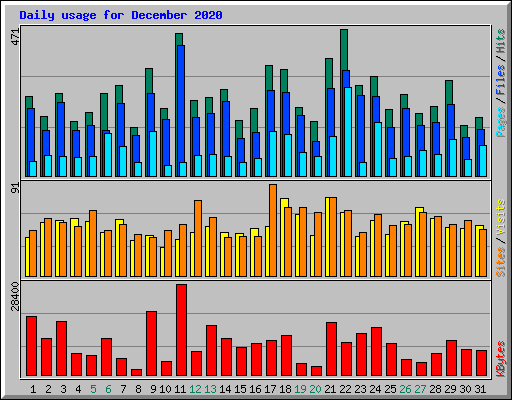 Daily usage for December 2020
471
Pages / Files / Hits
91
Sites / Visits
28400
KBytes
1 2 3 4 5 6 7 8 9 10 11 12 13 14 15 16 17 18 19 20 21 22 23 24 25 26 27 28 29 30 31